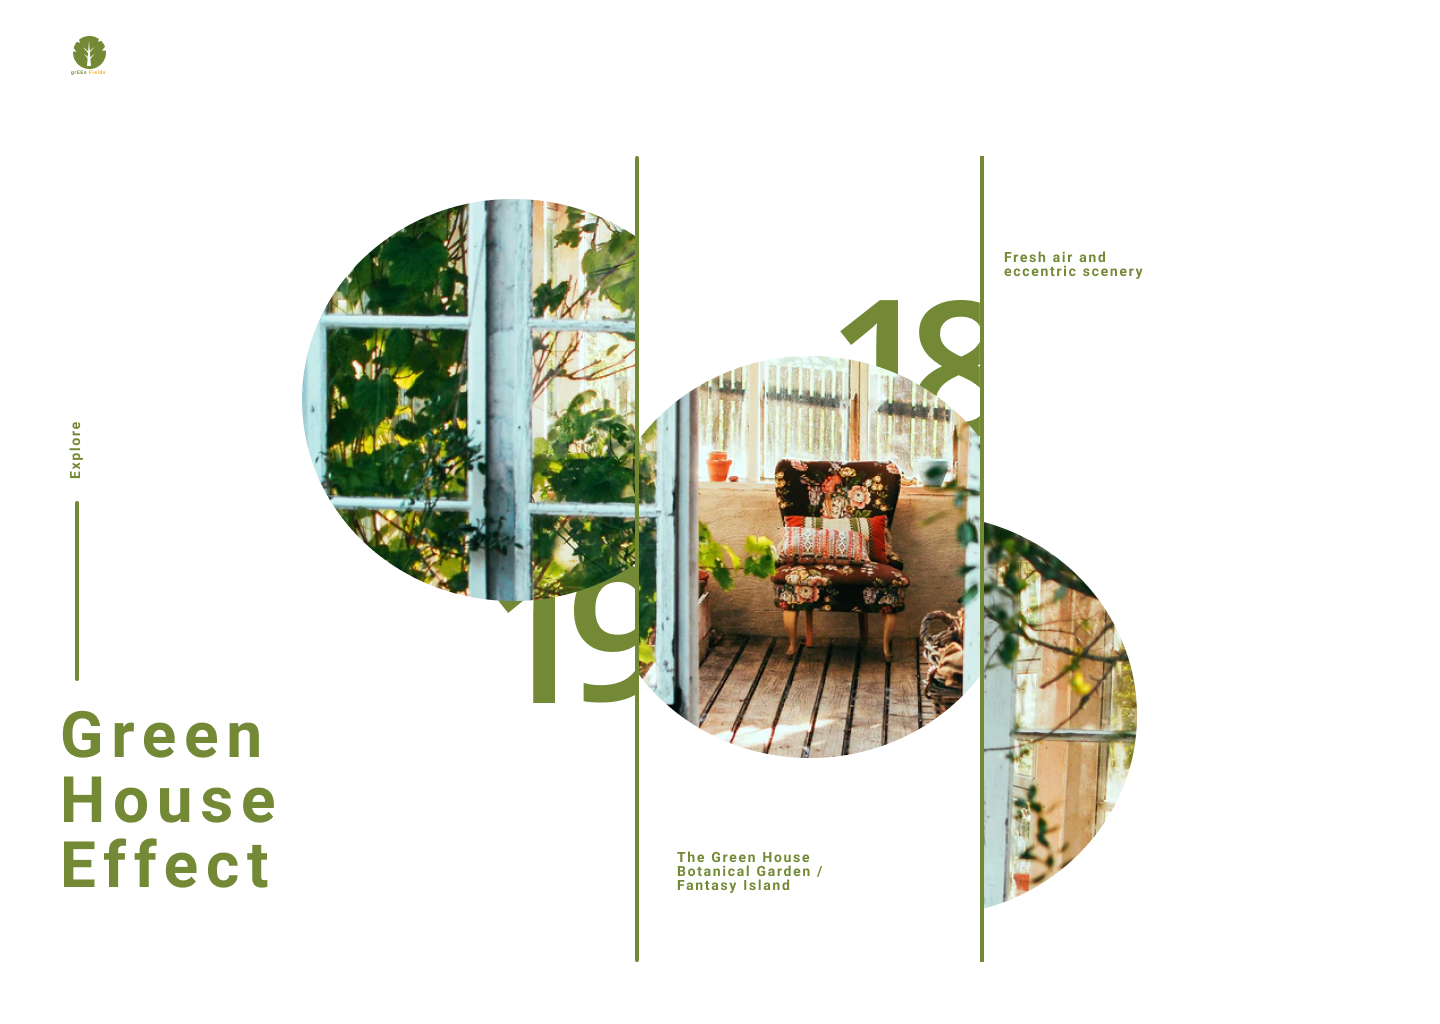 grEEn Fields
Fresh air and
eccentric scenery
18
Explore
19
Green
House
Effect
The Green House
Botanical Garden /
Fantasy Island